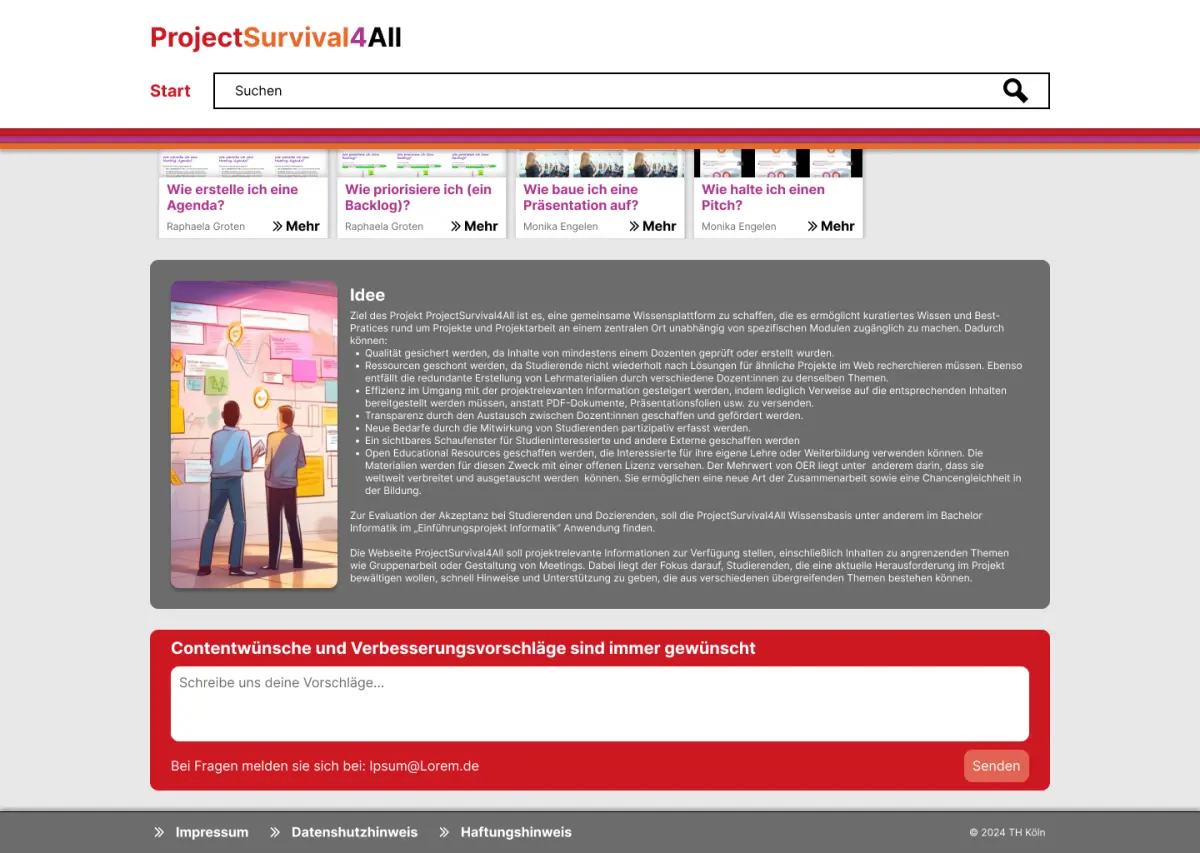 ProjectSurvival4All
Start
Suchen
Wie erstelle ich eine
Agenda?
Raphaela Groten
Mehr
Wie priorisiere ich (ein
Backlog)?
Raphaela Groten
Mehr
Wie baue ich eine
Präsentation auf?
Monika Engelen
Mehr
Wie halte ich einen
Pitch?
Monika Engelen
Mehr
Idee
Ziel des Projekt ProjectSurvival4All ist es, eine gemeinsame Wissensplattform zu schaffen, die es ermöglicht kuratiertes Wissen und Best-
Pratices rund um Projekte und Projektarbeit an einem zentralen Ort unabhängig von spezifischen Modulen zugänglich zu machen. Dadurch
können:
• Qualität gesichert werden, da Inhalte von mindestens einem Dozenten geprüft oder erstellt wurden.
• Ressourcen geschont werden, da Studierende nicht wiederholt nach Lösungen für ähnliche Projekte im Web recherchieren müssen. Ebenso
entfällt die redundante Erstellung von Lehrmaterialien durch verschiedene Dozent:innen zu denselben Themen.
• Effizienz im Umgang mit der projektrelevanten Information gesteigert werden, indem lediglich Verweise auf die entsprechenden Inhalten
bereitgestellt werden müssen, anstatt PDF-Dokumente, Präsentationsfolien usw. zu versenden.
• Transparenz durch den Austausch zwischen Dozent:innen geschaffen und gefördert werden.
• Neue Bedarfe durch die Mitwirkung von Studierenden partizipativ erfasst werden.
• Ein sichtbares Schaufenster für Studieninteressierte und andere Externe geschaffen werden
• Open Educational Resources geschaffen werden, die Interessierte für ihre eigene Lehre oder Weiterbildung verwenden können. Die
Materialien werden für diesen Zweck mit einer offenen Lizenz versehen. Der Mehrwert von OER liegt unter anderem darin, dass sie
weltweit verbreitet und ausgetauscht werden können. Sie ermöglichen eine neue Art der Zusammenarbeit sowie eine Chancengleichheit in
der Bildung.
Zur Evaluation der Akzeptanz bei Studierenden und Dozierenden, soll die ProjectSurvival4All Wissensbasis unter anderem im Bachelor
Informatik im „Einführungsprojekt Informatik“ Anwendung finden.
Die Webseite ProjectSurvival4All soll projektrelevante Informationen zur Verfügung stellen, einschließlich Inhalten zu angrenzenden Themen
wie Gruppenarbeit oder Gestaltung von Meetings. Dabei liegt der Fokus darauf, Studierenden, die eine aktuelle Herausforderung im Projekt
bewältigen wollen, schnell Hinweise und Unterstützung zu geben, die aus verschiedenen übergreifenden Themen bestehen können.
Contentwünsche und Verbesserungsvorschläge sind immer gewünscht
Schreibe uns deine Vorschläge...
Bei Fragen melden sie sich bei: Ipsum@Lorem.de
Senden
Impressum
Datenshutzhinweis
Haftungshinweis
© 2024 TH Köln